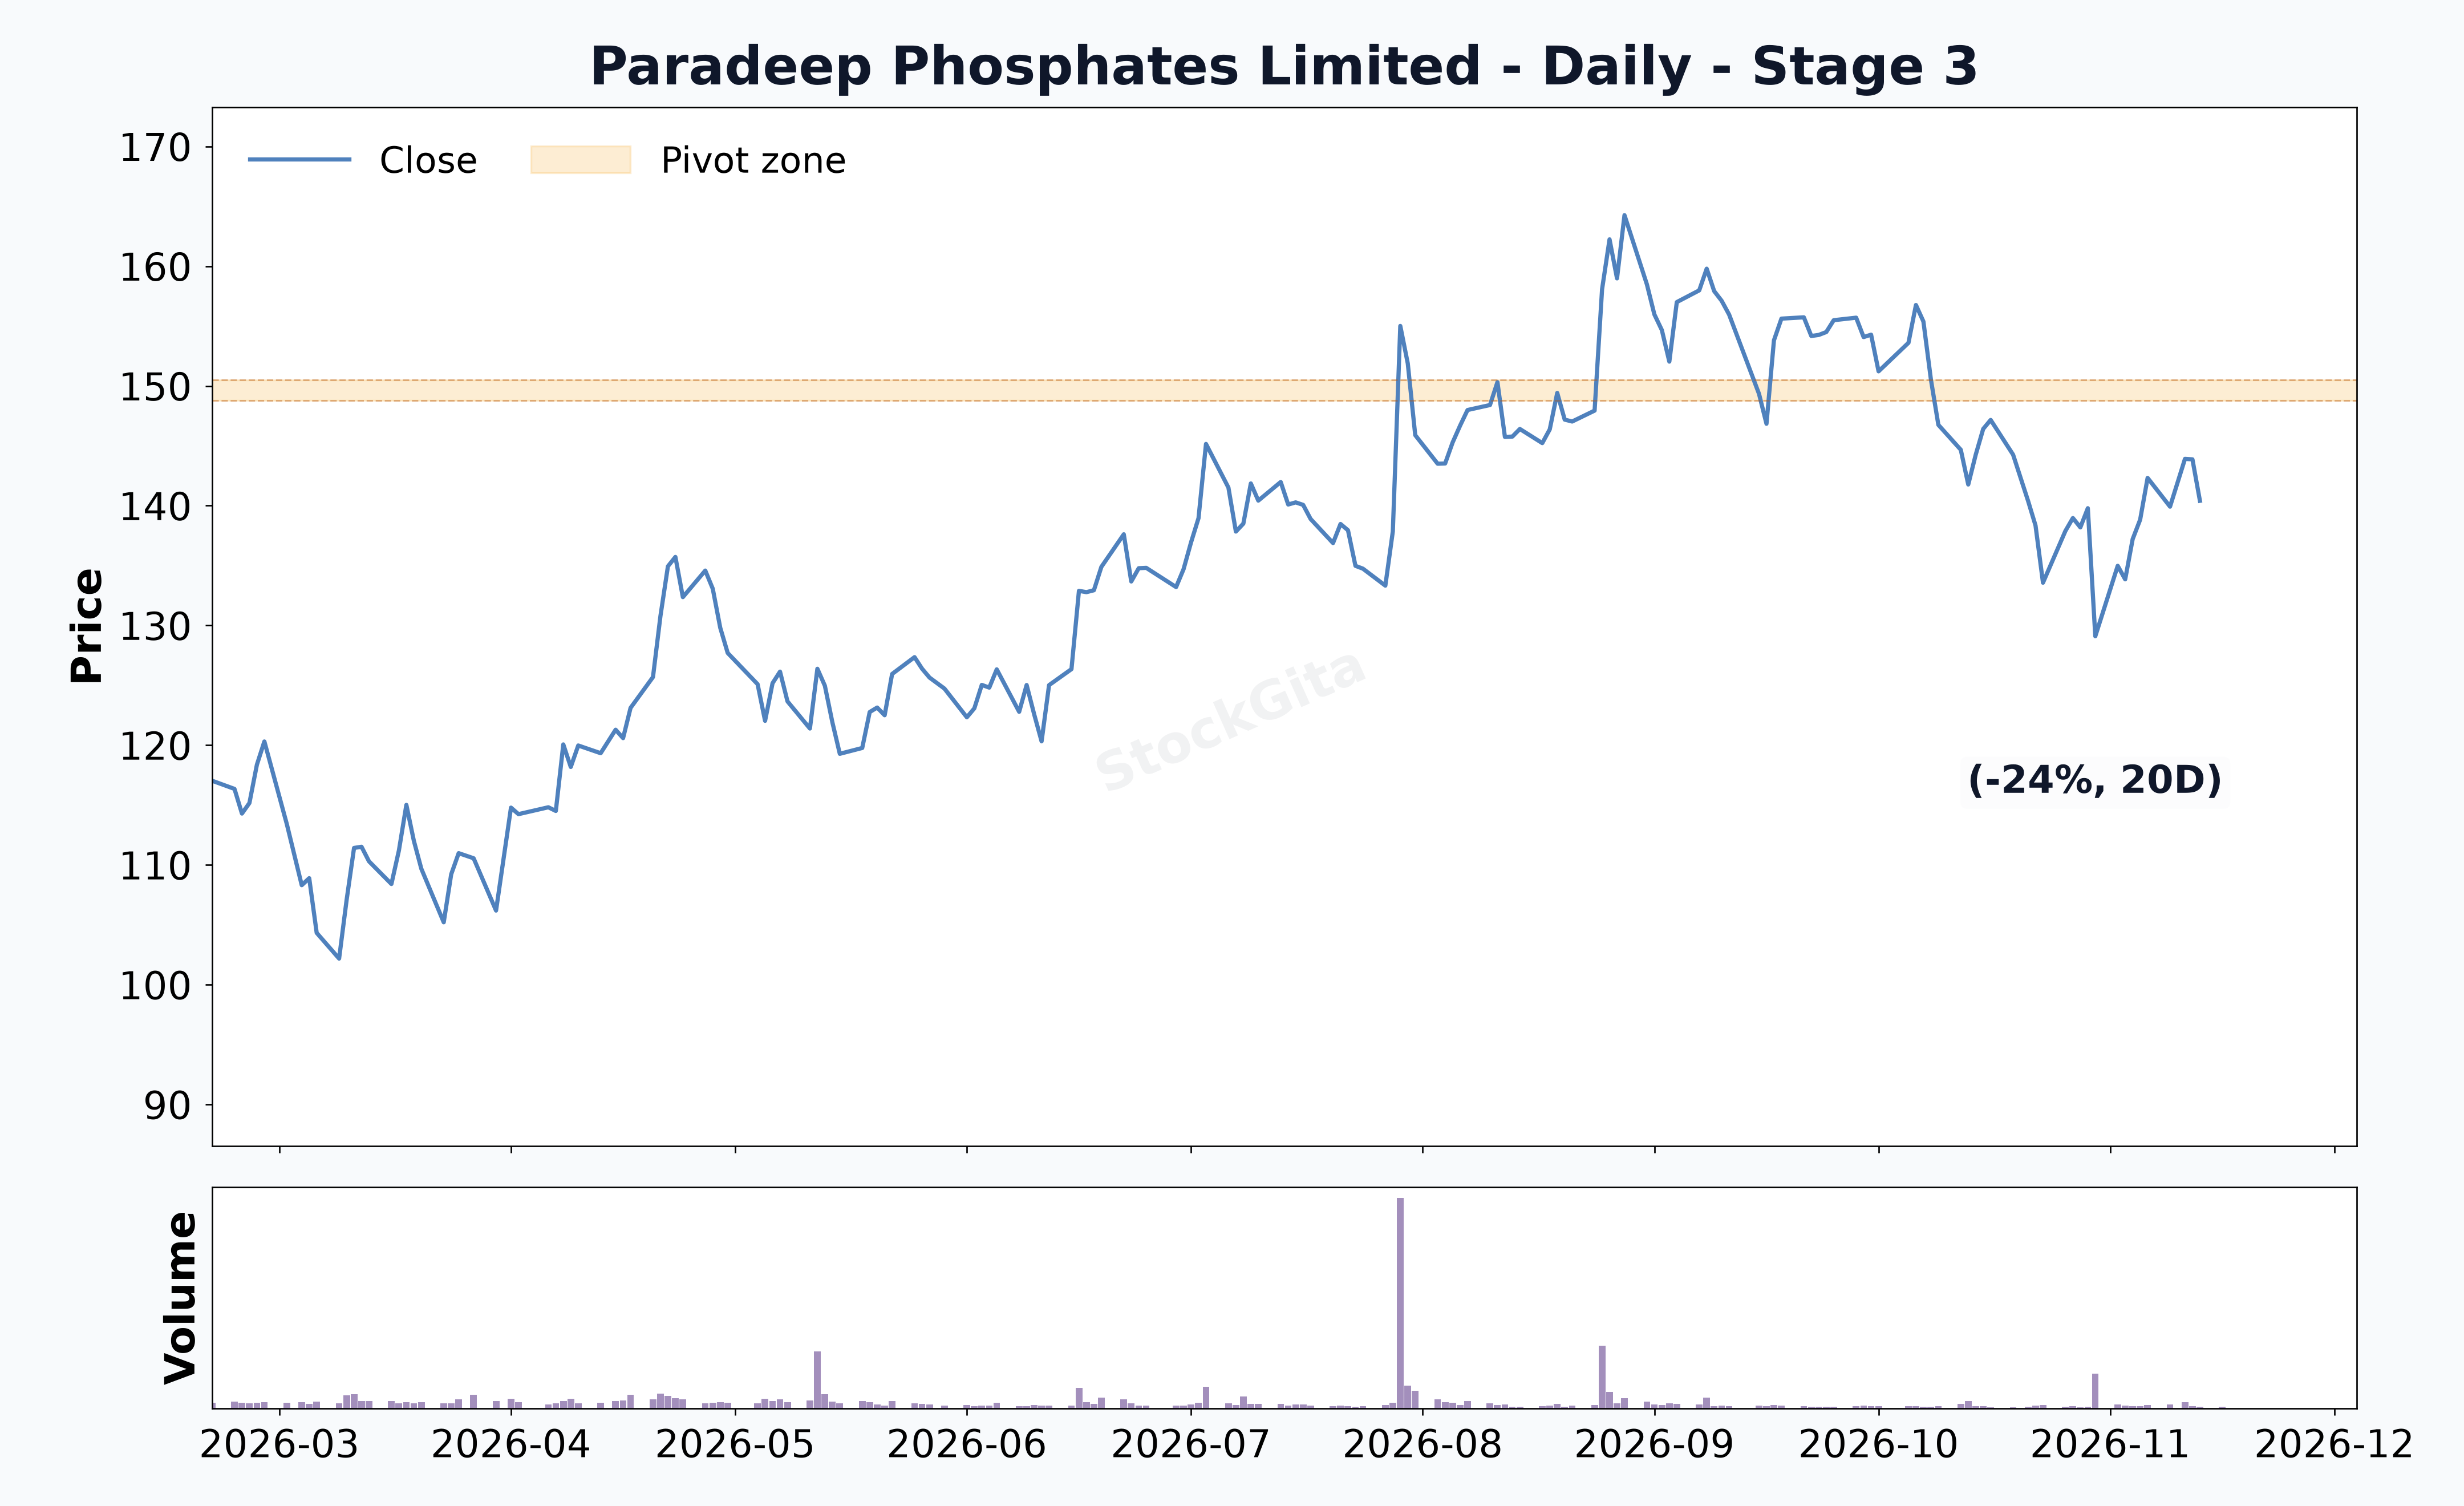 Paradeep Phosphates Limited - Daily - Stage 3
Close
Pivot zone
170
160
150
140
130
120
110
100
90
Price
StockGita
(-24%, 20D)
Volume
2026-03
2026-04
2026-05
2026-06
2026-07
2026-08
2026-09
2026-10
2026-11
2026-12